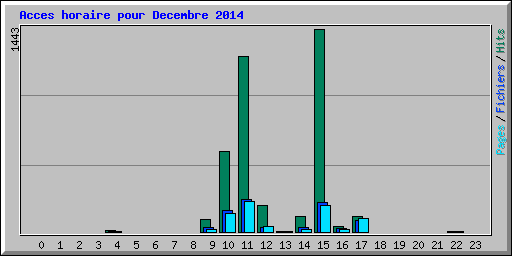 Acces horaire pour Decembre 2014
1443
Pages/Fichiers/Hits
0 1 2 3 4 5 6 7 8 9 10 11 12 13 14 15 16 17 18 19 20 21 22 23